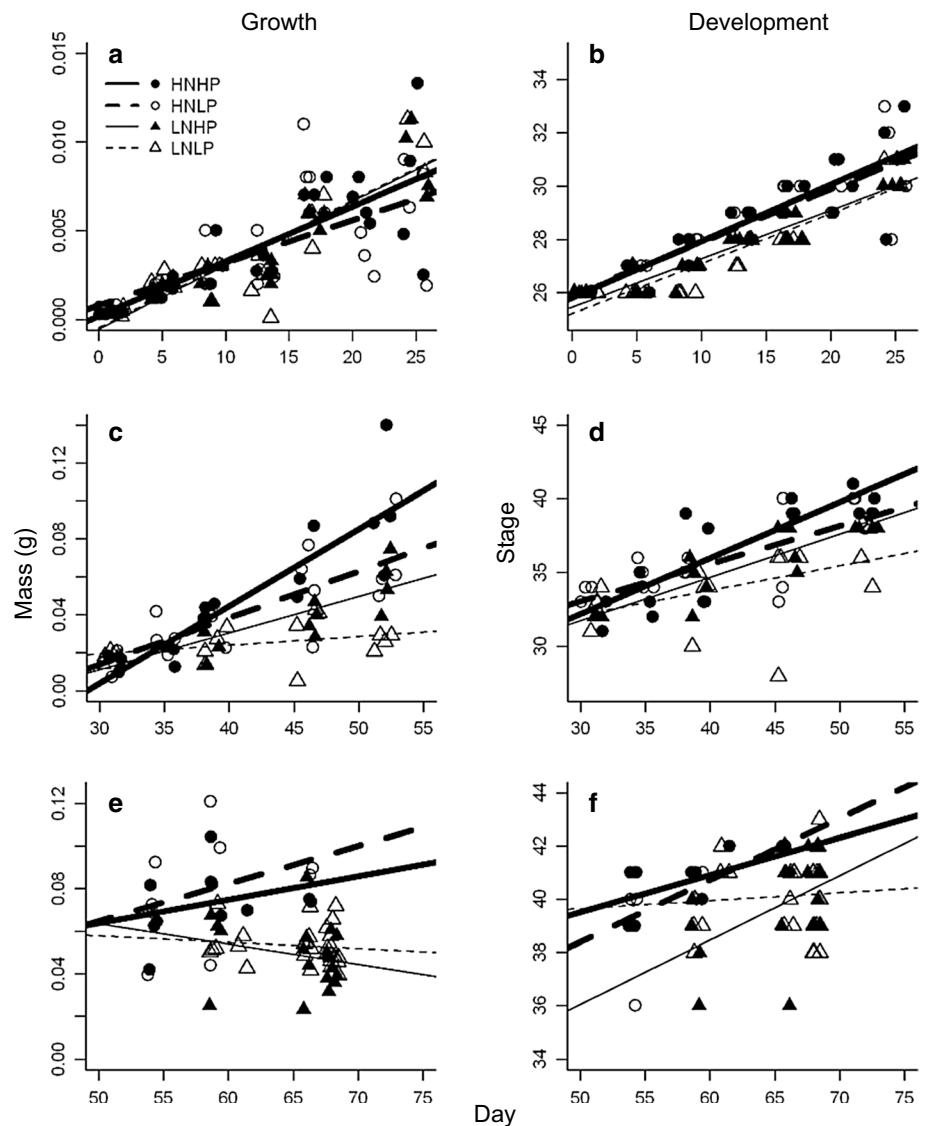 Growth
Development
a
0.015
0.010
0.005
0.000
HNHP
HNLP
LNHP
LNLP
0 5 10 15 20 25
b
34
32
30
28
26
0 5 10 15 20 25
Mass (g)
c
0.12
0.08
0.04
0.00
30 35 40 45 50 55
Stage
d
45
40
35
30
30 35 40 45 50 55
e
0.12
0.08
0.04
0.00
50 55 60 65 70 75
f
44
42
40
38
36
34
50 55 60 65 70 75
Day